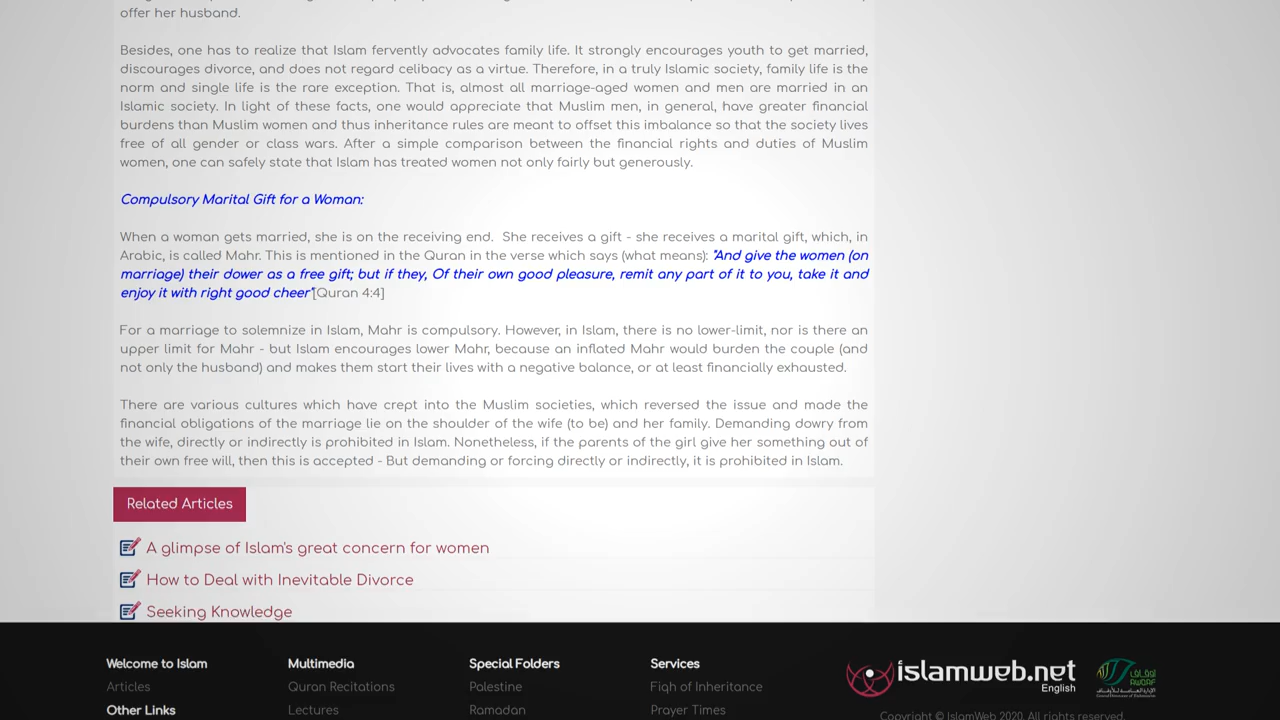 offer her husband.
Besides, one has to realize that Islam fervently advocates family life. It strongly encourages youth to get married,
discourages divorce, and does not regard celibacy as a virtue. Therefore, in a truly Islamic society, family life is the
norm and single life is the rare exception. That is, almost all marriage-aged women and men are married in an
Islamic society. In light of these facts, one would appreciate that Muslim men, in general, have greater financial
burdens than Muslim women and thus inheritance rules are meant to offset this imbalance so that the society lives
free of all gender or class wars. After a simple comparison between the financial rights and duties of Muslim
women, one can safely state that Islam has treated women not only fairly but generously.
Compulsory Marital Gift for a Woman:
When a woman gets married, she is on the receiving end. She receives a gift - she receives a marital gift, which, in
Arabic, is called Mahr. This is mentioned in the Quran in the verse which says (what means): "And give the women (on
marriage) their dower as a free gift; but if they, Of their own good pleasure, remit any part of it to you, take it and
enjoy it with right good cheer"[Quran 4:4]
For a marriage to solemnize in Islam, Mahr is compulsory. However, in Islam, there is no lower-limit, nor is there an
upper limit for Mahr - but Islam encourages lower Mahr, because an inflated Mahr would burden the couple (and
not only the husband) and makes them start their lives with a negative balance, or at least financially exhausted.
There are various cultures which have crept into the Muslim societies, which reversed the issue and made the
financial obligations of the marriage lie on the shoulder of the wife (to be) and her family. Demanding dowry from
the wife, directly or indirectly is prohibited in Islam. Nonetheless, if the parents of the girl give her something out of
their own free will, then this is accepted - But demanding or forcing directly or indirectly, it is prohibited in Islam.
Related Articles
A glimpse of Islam's great concern for women
How to Deal with Inevitable Divorce
Seeking Knowledge
Welcome to Islam Multimedia Special Folders Services
Articles Quran Recitations Palestine Fiqh of Inheritance
Other Links Lectures Ramadan Prayer Times
islamweb.net
English
أوقاف
AWQAF
Copyright © IslamWeb 2020. All rights reserved.